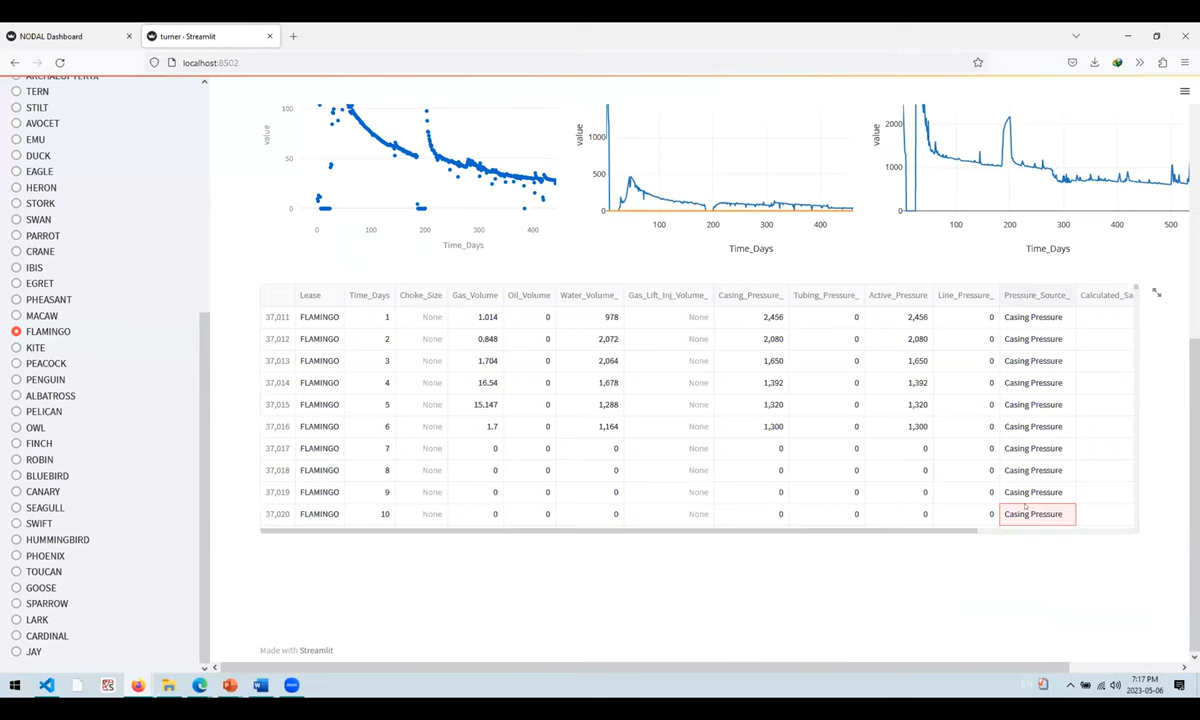 NODAL Dashboard
turner · Streamlit
localhost:8502
ARCHAEOPTERYX
TERN
STILT
AVOCET
EMU
DUCK
EAGLE
HERON
STORK
SWAN
PARROT
CRANE
IBIS
EGRET
PHEASANT
MACAW
FLAMINGO
KITE
PEACOCK
PENGUIN
ALBATROSS
PELICAN
OWL
FINCH
ROBIN
BLUEBIRD
CANARY
SEAGULL
SWIFT
HUMMINGBIRD
PHOENIX
TOUCAN
GOOSE
SPARROW
LARK
CARDINAL
JAY
value
100
50
0
0 100 200 300 400
Time_Days
value
1000
500
0
100 200 300 400
Time_Days
value
2000
1000
0
100 200 300 400 500
Time_Days
Lease Time_Days Choke_Size Gas_Volume Oil_Volume Water_Volume_ Gas_Lift_Inj_Volume_ Casing_Pressure_ Tubing_Pressure_ Active_Pressure Line_Pressure_ Pressure_Source_ Calculated_Sa
37,011 FLAMINGO 1 None 1.014 0 978 None 2,456 0 2,456 0 Casing Pressure
37,012 FLAMINGO 2 None 0.848 0 2,072 None 2,080 0 2,080 0 Casing Pressure
37,013 FLAMINGO 3 None 1.704 0 2,064 None 1,650 0 1,650 0 Casing Pressure
37,014 FLAMINGO 4 None 16.54 0 1,678 None 1,392 0 1,392 0 Casing Pressure
37,015 FLAMINGO 5 None 15.147 0 1,288 None 1,320 0 1,320 0 Casing Pressure
37,016 FLAMINGO 6 None 1.7 0 1,164 None 1,300 0 1,300 0 Casing Pressure
37,017 FLAMINGO 7 None 0 0 0 None 0 0 0 0 Casing Pressure
37,018 FLAMINGO 8 None 0 0 0 None 0 0 0 0 Casing Pressure
37,019 FLAMINGO 9 None 0 0 0 None 0 0 0 0 Casing Pressure
37,020 FLAMINGO 10 None 0 0 0 None 0 0 0 0 Casing Pressure
Made with Streamlit
7:17 PM
2023-05-06